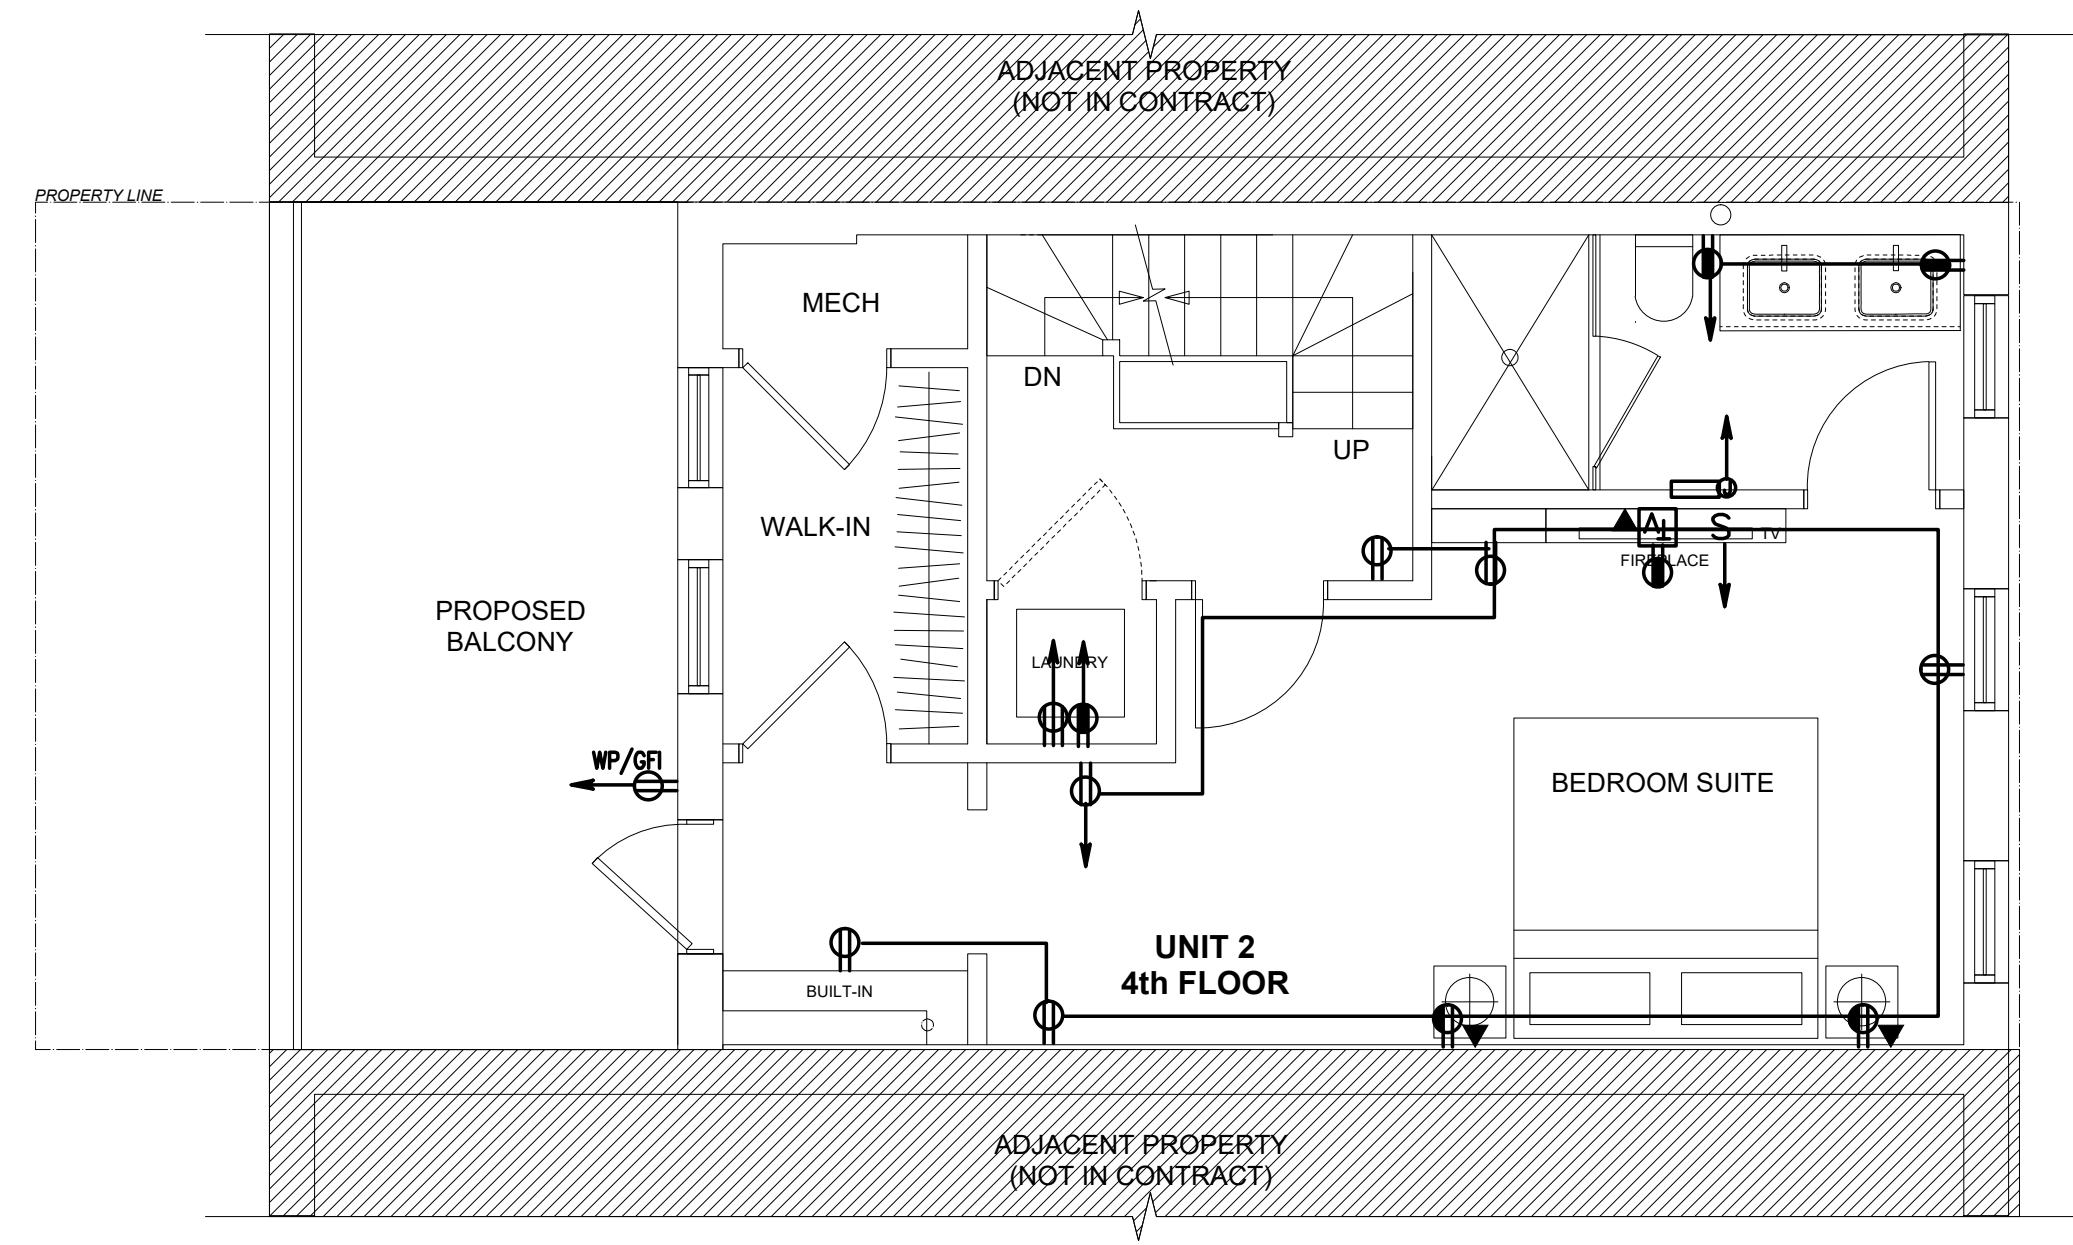 ADJACENT PROPERTY
(NOT IN CONTRACT)
PROPERTY LINE
MECH
DN
UP
WALK-IN
S
TV
FIREPLACE
PROPOSED
BALCONY
LAUNDRY
WP/GFI
BEDROOM SUITE
UNIT 2
4th FLOOR
BUILT-IN
ADJACENT PROPERTY
(NOT IN CONTRACT)